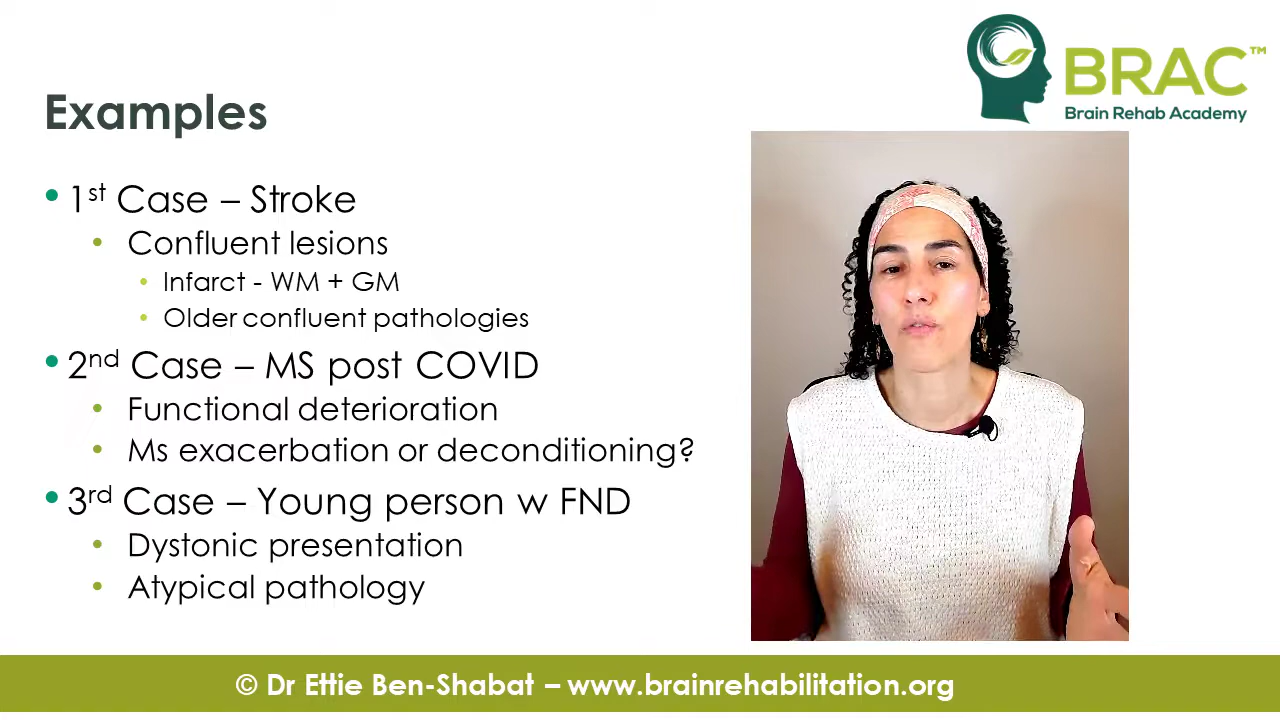 BRAC™
Brain Rehab Academy
Examples
• 1st Case – Stroke
• Confluent lesions
• Infarct - WM + GM
• Older confluent pathologies
• 2nd Case – MS post COVID
• Functional deterioration
• Ms exacerbation or deconditioning?
• 3rd Case – Young person w FND
• Dystonic presentation
• Atypical pathology
© Dr Ettie Ben-Shabat – www.brainrehabilitation.org